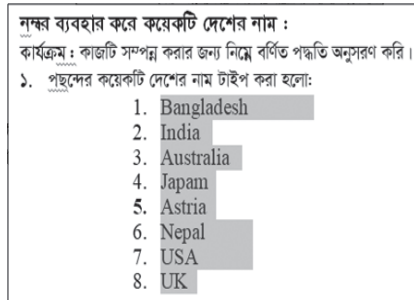 নম্বর ব্যবহার করে কয়েকটি দেশের নাম :
কার্যক্রম : কাজটি সম্পন্ন করার জন্য নিম্নে বর্ণিত পদ্ধতি অনুসরণ করি।
১. পছন্দের কয়েকটি দেশের নাম টাইপ করা হলো:
1. Bangladesh
2. India
3. Australia
4. Japam
5. Astria
6. Nepal
7. USA
8. UK